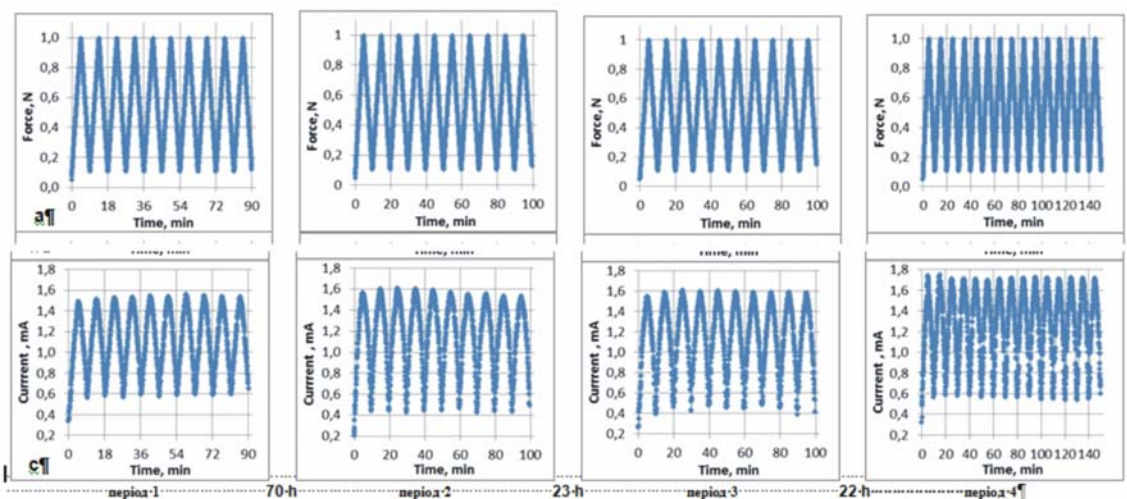 1,0
0,8
0,6
0,4
0,2
0,0
Force, N
0 18 36 54 72 90
Time, min
a¶
1
0,8
0,6
0,4
0,2
0
Force, N
0 20 40 60 80 100
Time, min
1
0,8
0,6
0,4
0,2
0
Force, N
0 20 40 60 80 100
Time, min
1,0
0,8
0,6
0,4
0,2
0,0
Force, N
0 20 40 60 80 100 120 140
Time, min
1,8
1,6
1,4
1,2
1,0
0,8
0,6
0,4
0,2
Currrent , mA
0 18 36 54 72 90
Time, min
c¶
1,8
1,6
1,4
1,2
1,0
0,8
0,6
0,4
0,2
Currrent , mA
0 20 40 60 80 100
Time, min
1,8
1,6
1,4
1,2
1,0
0,8
0,6
0,4
0,2
Currrent , mA
0 20 40 60 80 100
Time, min
1,8
1,6
1,4
1,2
1,0
0,8
0,6
0,4
0,2
Currrent , mA
0 20 40 60 80 100 120 140
Time, min
період·1 70·h період·2 23·h період·3 22·h період·4¶